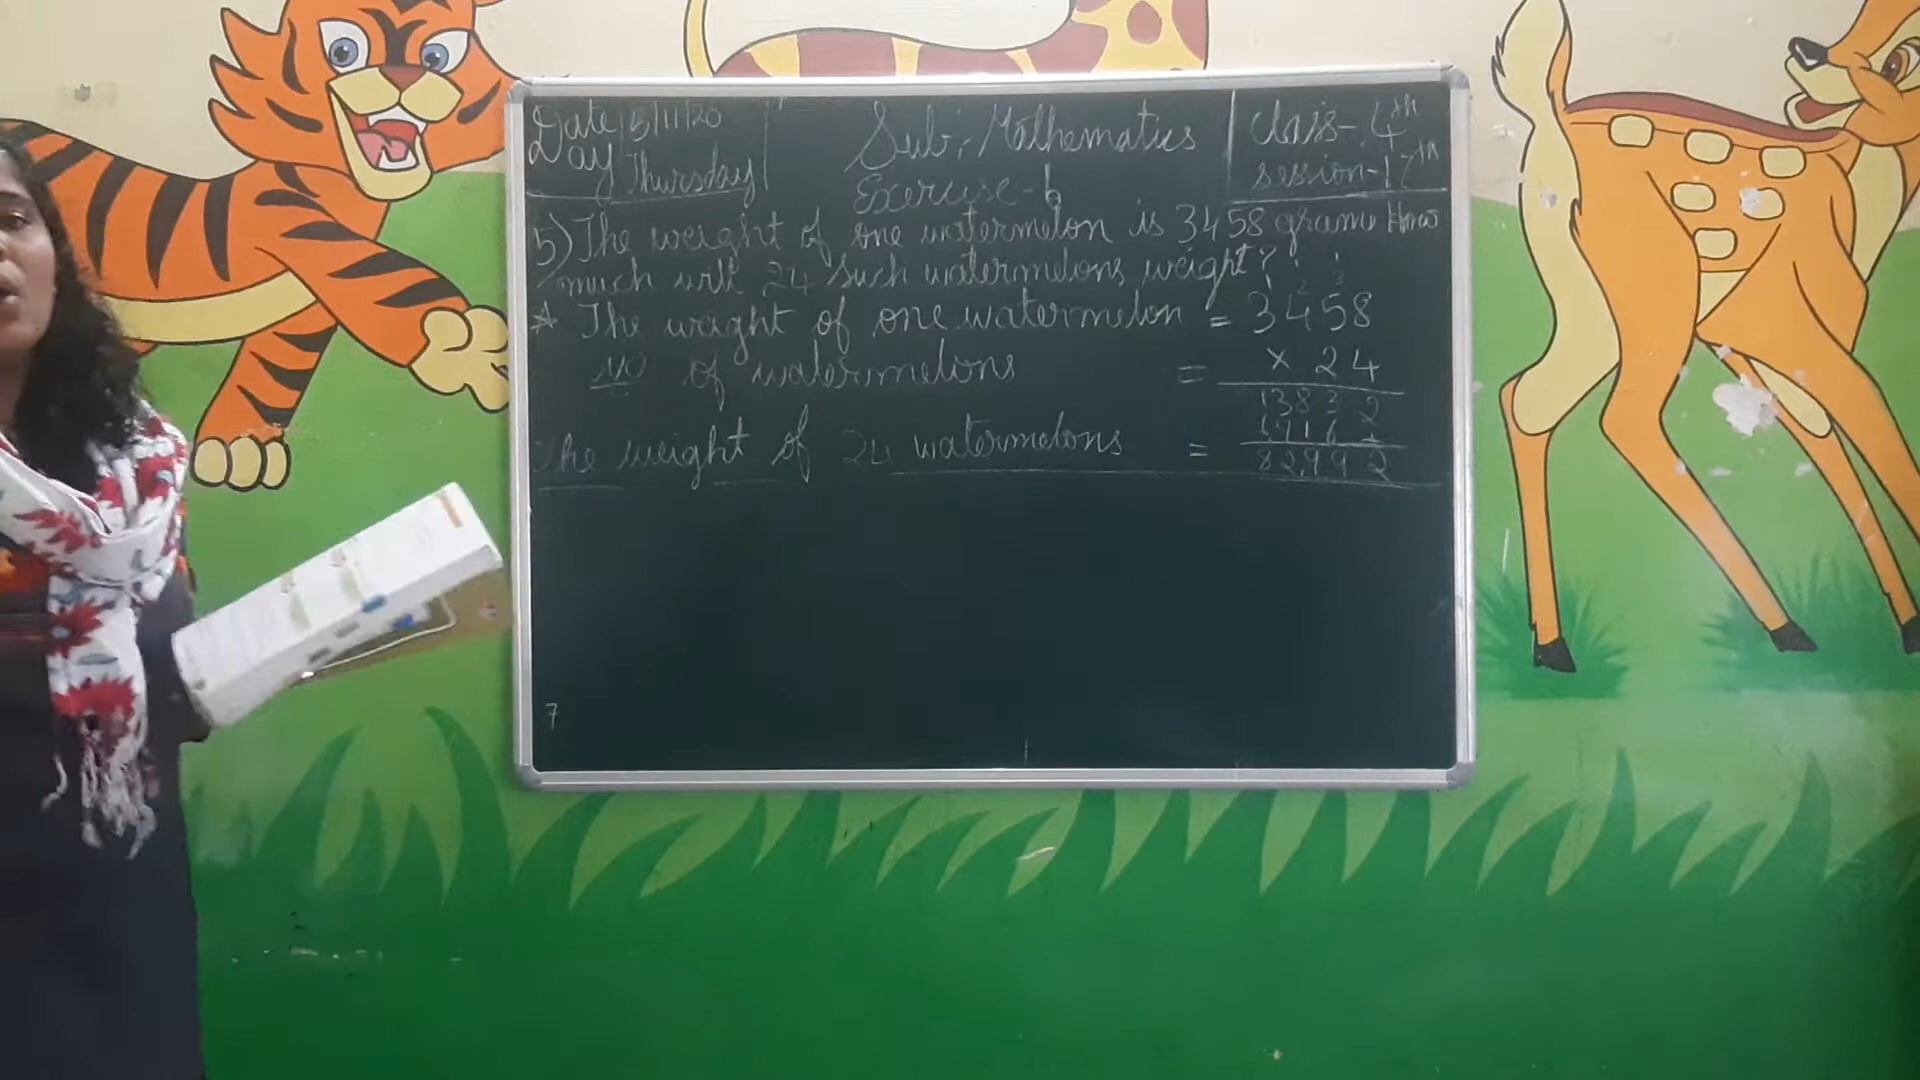 Date 5/11/20
Day Thursday
Sub:- Mathematics
Class- 4th
session-17th
Exercise-6
5) The weight of one watermelon is 3458 grams How
much will 24 such watermelons weight?
The weight of one watermelon = 3458
No of watermelons = x 24
13832
6916
The weight of 24 watermelons = 82992
7